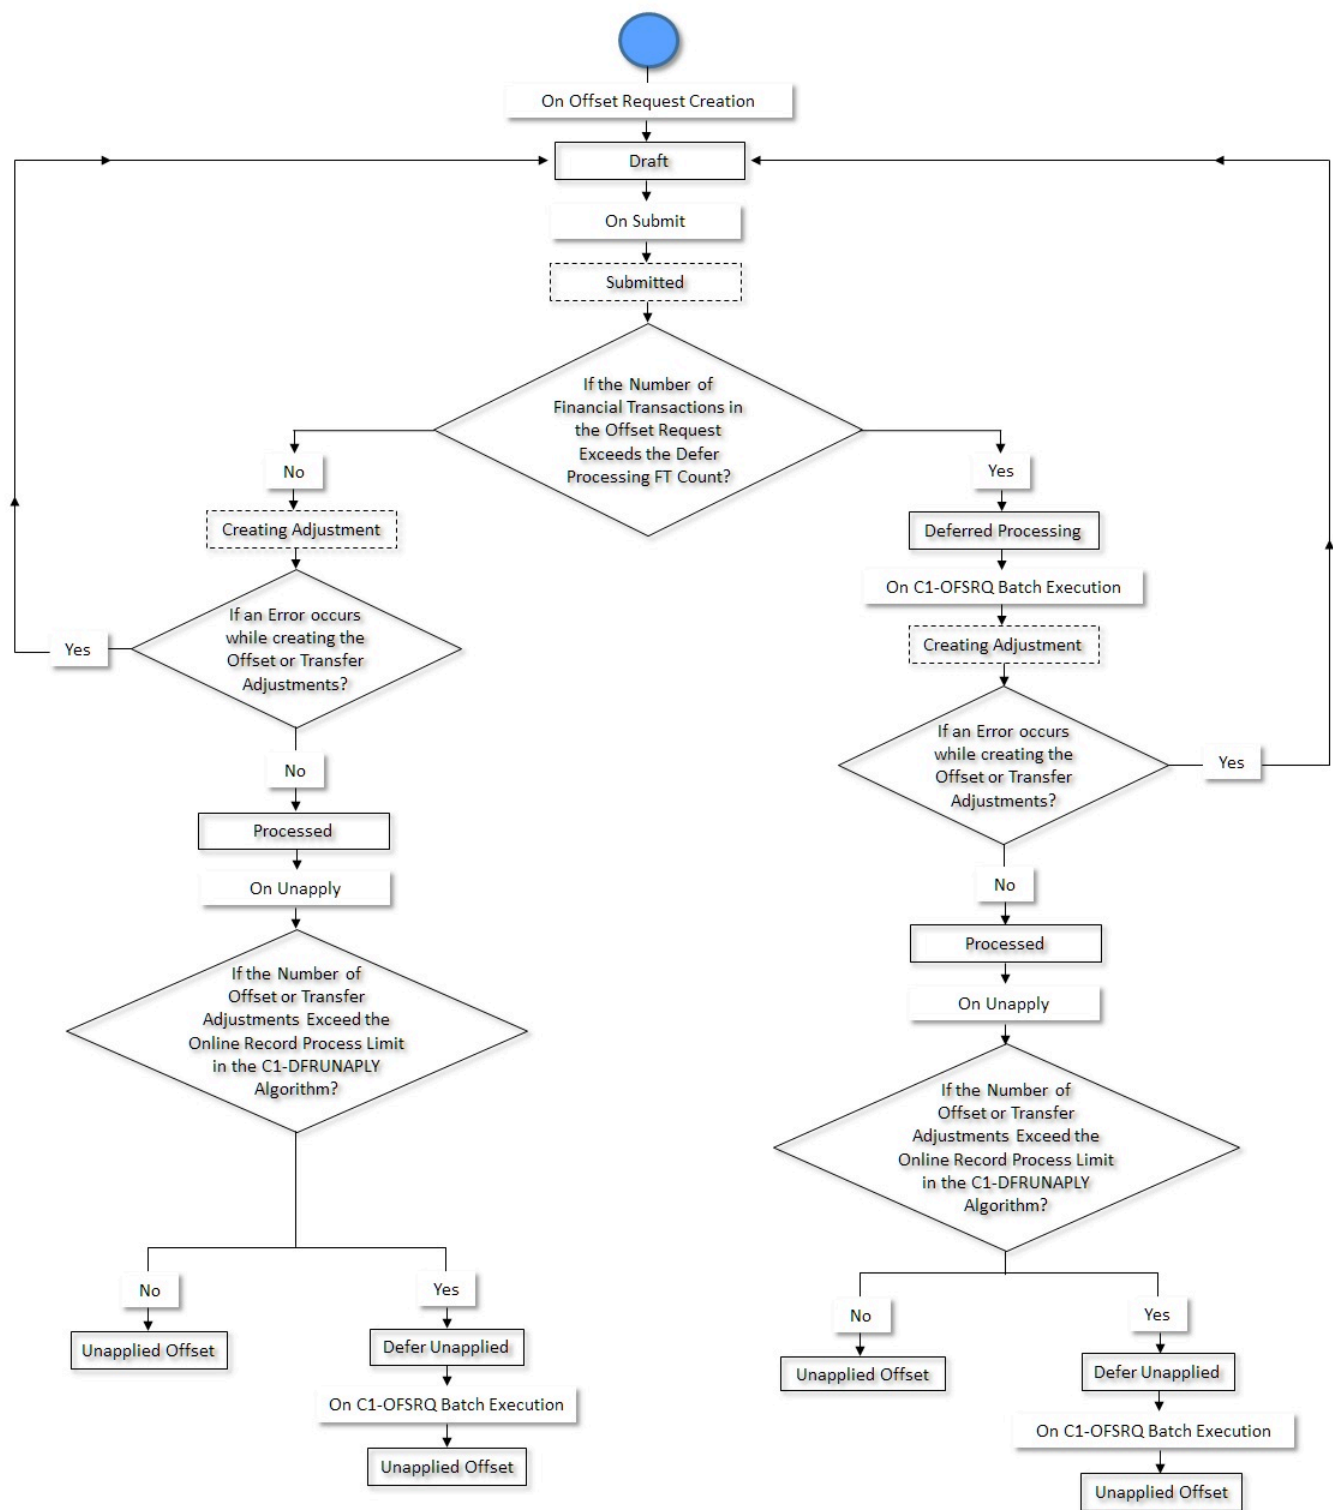 On Offset Request Creation
Draft
On Submit
Submitted
If the Number of
Financial Transactions in
the Offset Request
Exceeds the Defer
Processing FT Count?
No
Creating Adjustment
If an Error occurs
while creating the
Offset or Transfer
Adjustments?
Yes
No
Processed
On Unapply
If the Number of
Offset or Transfer
Adjustments Exceed the
Online Record Process Limit
in the C1-DFRUNAPLY
Algorithm?
No
Unapplied Offset
Yes
Defer Unapplied
On C1-OFSRQ Batch Execution
Unapplied Offset
Yes
Deferred Processing
On C1-OFSRQ Batch Execution
Creating Adjustment
If an Error occurs
while creating the
Offset or Transfer
Adjustments?
Yes
No
Processed
On Unapply
If the Number of
Offset or Transfer
Adjustments Exceed the
Online Record Process Limit
in the C1-DFRUNAPLY
Algorithm?
No
Unapplied Offset
Yes
Defer Unapplied
On C1-OFSRQ Batch Execution
Unapplied Offset